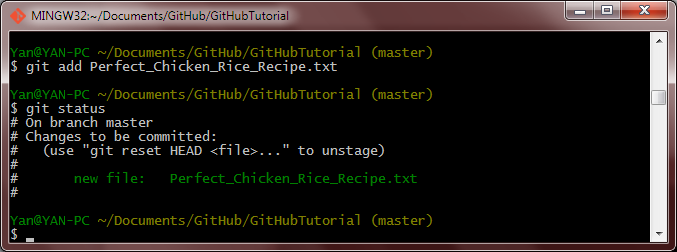 MINGW32:~/Documents/GitHub/GitHubTutorial
Yan@YAN-PC ~/Documents/GitHub/GitHubTutorial (master)
$ git add Perfect_Chicken_Rice_Recipe.txt
Yan@YAN-PC ~/Documents/GitHub/GitHubTutorial (master)
$ git status
# On branch master
# Changes to be committed:
#   (use "git reset HEAD <file>..." to unstage)
#
#       new file:   Perfect_Chicken_Rice_Recipe.txt
#
Yan@YAN-PC ~/Documents/GitHub/GitHubTutorial (master)
$